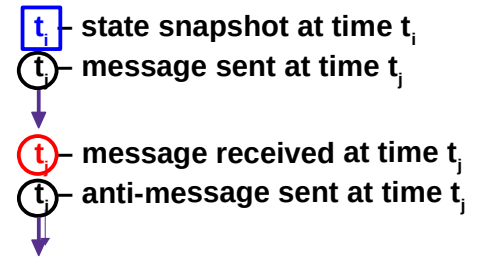 tᵢ – state snapshot at time tᵢ
tⱼ – message sent at time tⱼ
tⱼ – message received at time tⱼ
tⱼ – anti-message sent at time tⱼ